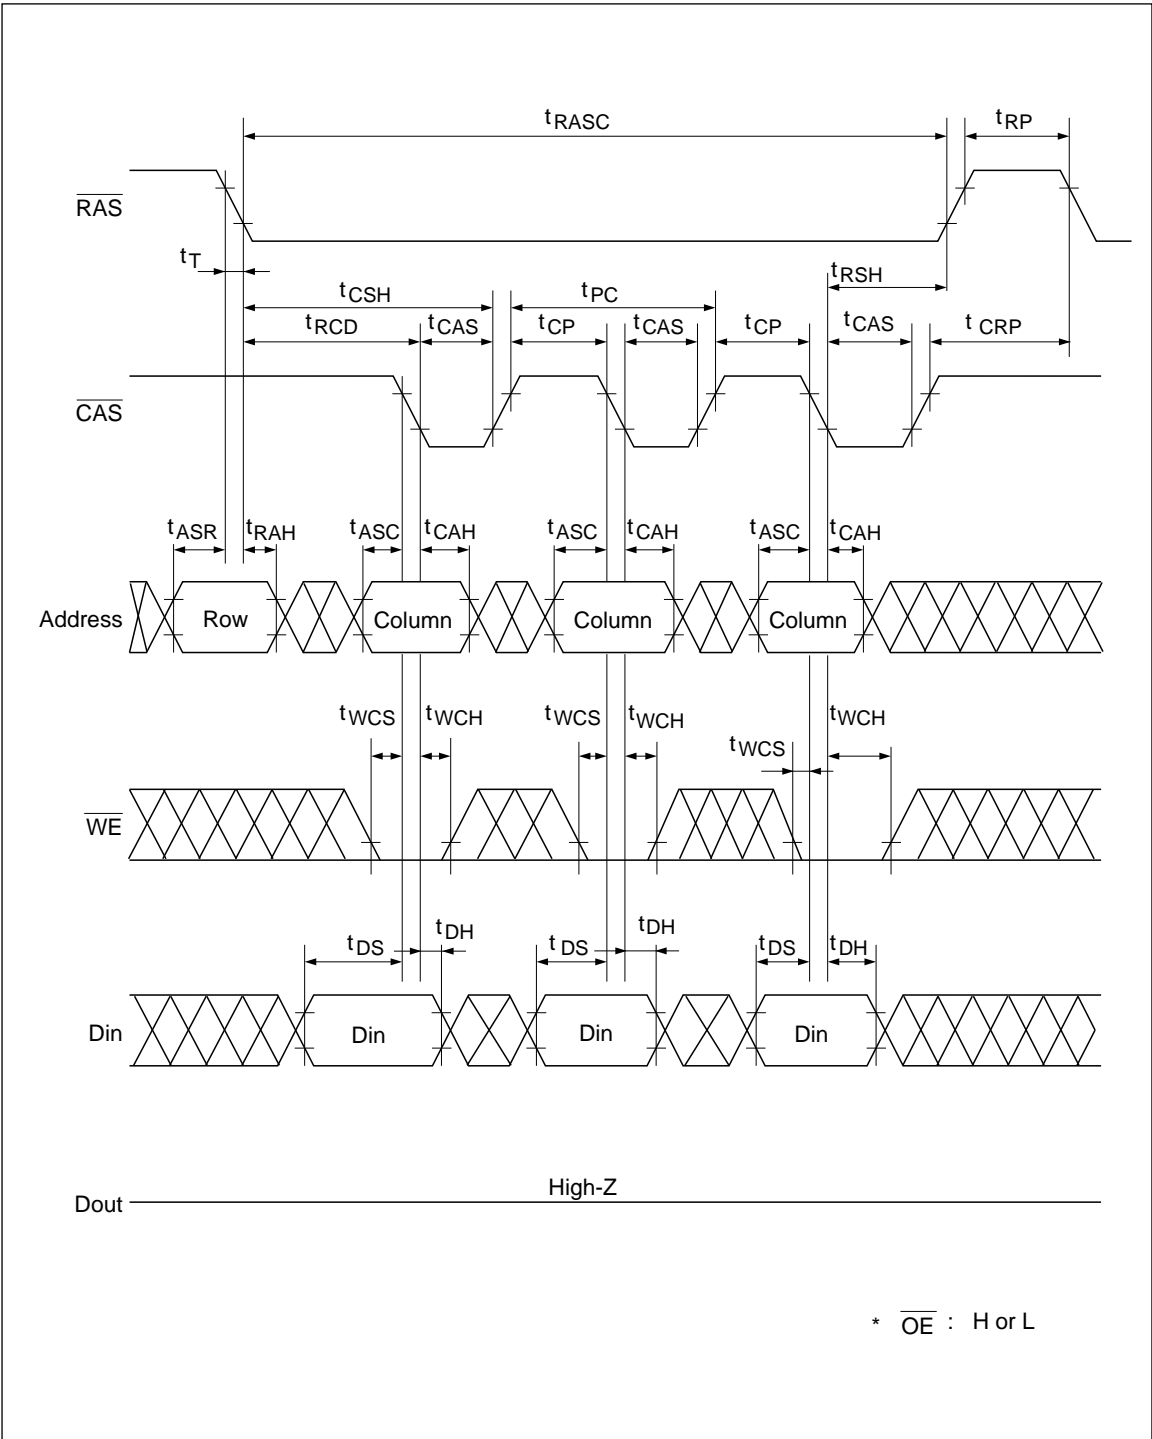 tRASC tRP
RAS
tT tRSH
tCSH tPC
tRCD tCAS tCP tCAS tCP tCAS tCRP
CAS
tASR tRAH tASC tCAH tASC tCAH tASC tCAH
Address Row Column Column Column
tWCS tWCH tWCS tWCH tWCS tWCH
WE
tDS tDH tDS tDH tDS tDH
Din Din Din Din
High-Z
Dout
* OE : H or L